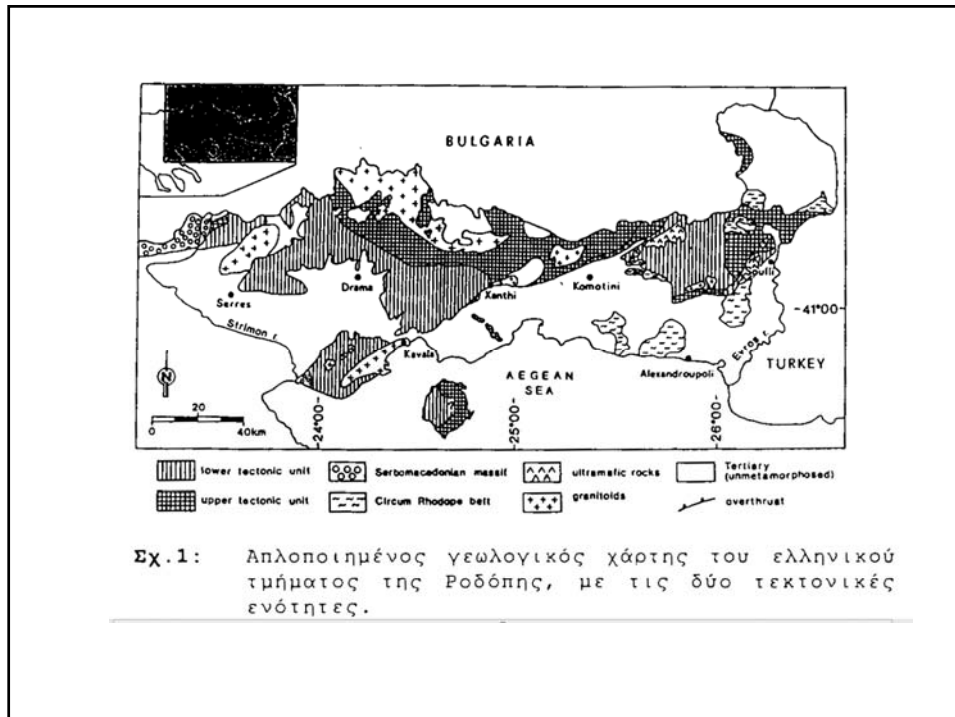 BULGARIA
Soufli
Serres
Drama
Xanthi
Komotini
41°00
Strimon r.
Kavala
Evros r.
Alexandroupoli
TURKEY
AEGEAN
SEA
N
20
0 40km
24°00
25°00
26°00
lower tectonic unit
Serbomacedonian massif
ultramafic rocks
Tertiary
(unmetamorphosed)
upper tectonic unit
Circum Rhodope belt
granitoids
overthrust
Σχ.1: Απλοποιημένος γεωλογικός χάρτης του ελληνικού
τμήματος της Ροδόπης, με τις δύο τεκτονικές
ενότητες.